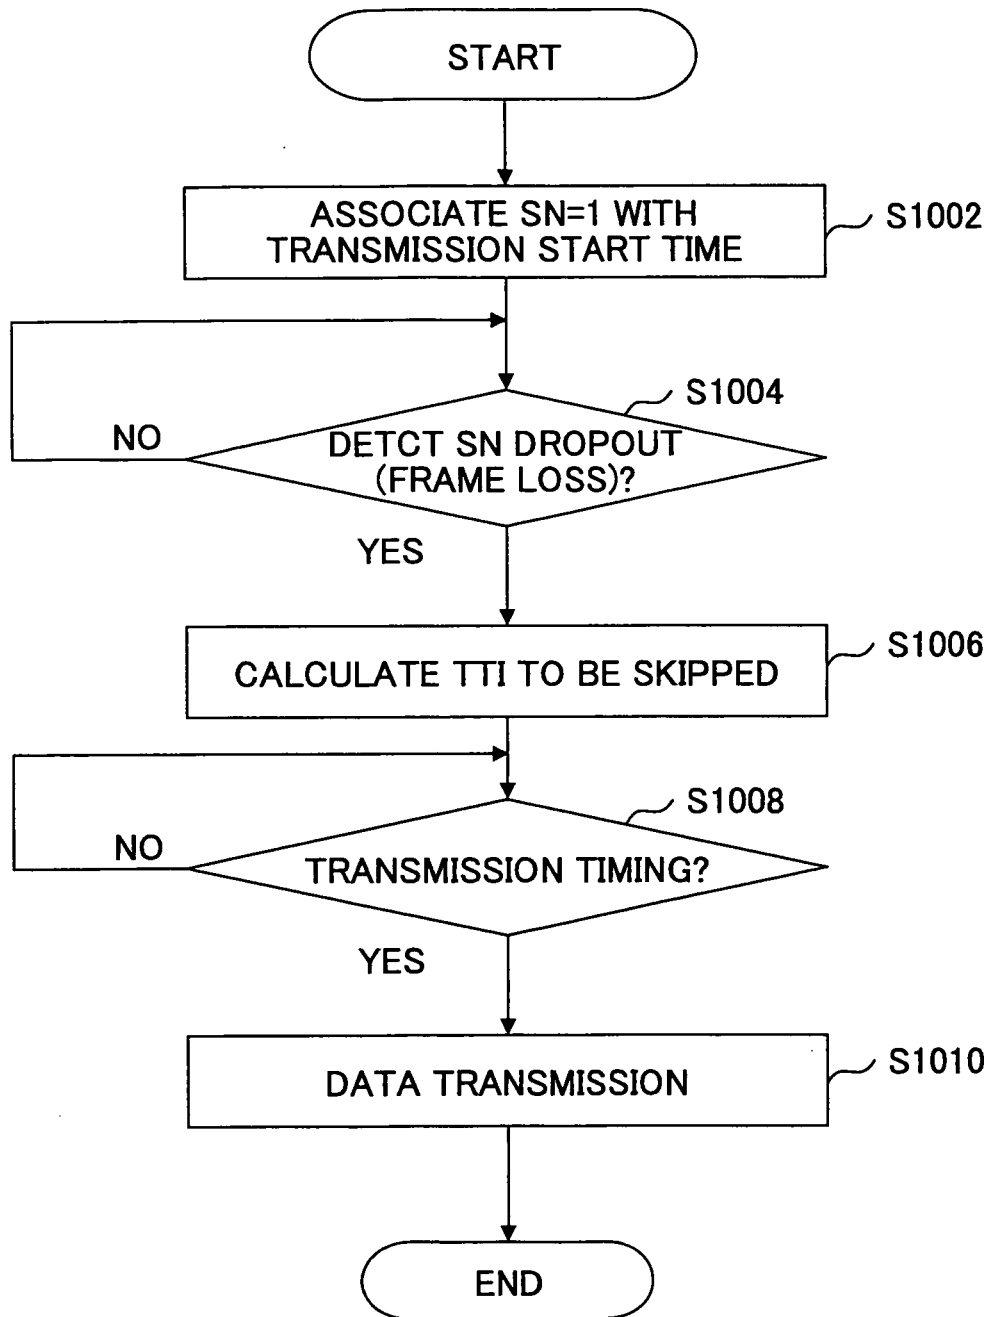 START
ASSOCIATE SN=1 WITH
TRANSMISSION START TIME
S1002
S1004
NO
DETCT SN DROPOUT
(FRAME LOSS)?
YES
S1006
CALCULATE TTI TO BE SKIPPED
S1008
NO
TRANSMISSION TIMING?
YES
S1010
DATA TRANSMISSION
END